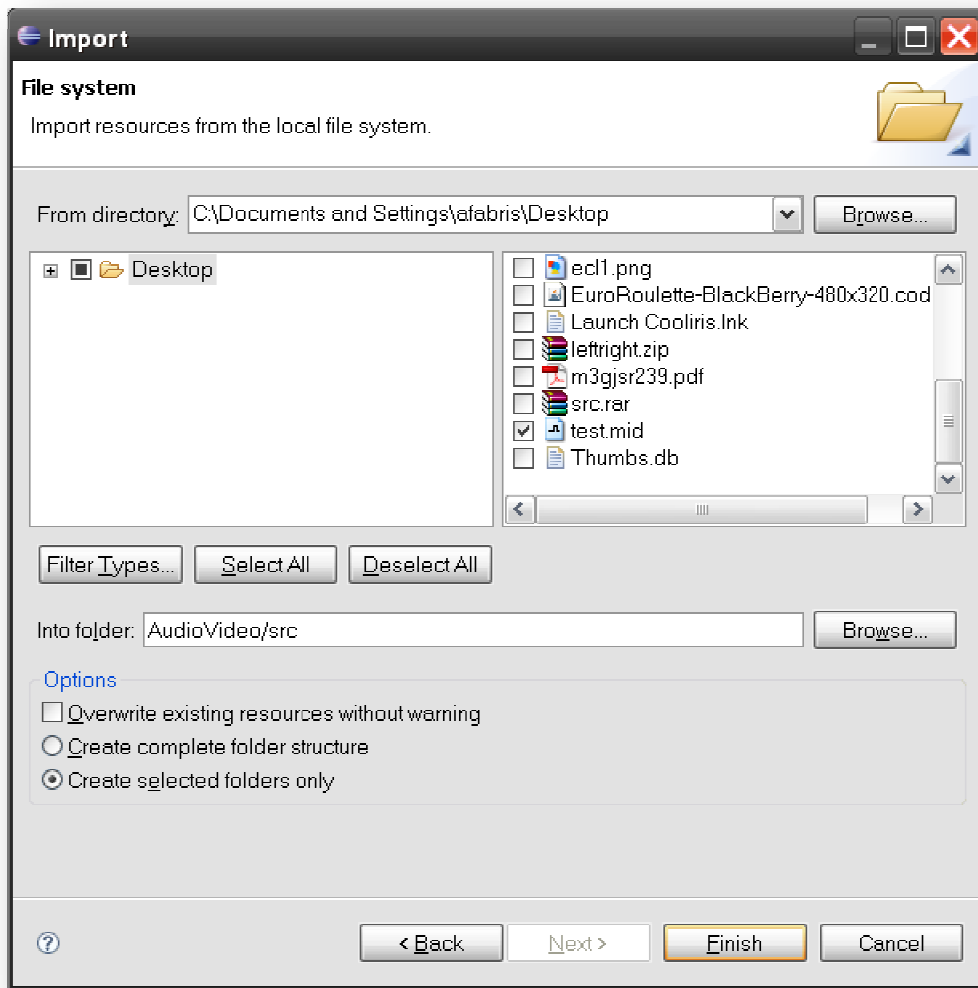 Import
File system
Import resources from the local file system.
From directory: C:\Documents and Settings\afabris\Desktop Browse...
Desktop
ecl1.png
EuroRoulette-BlackBerry-480x320.cod
Launch Cooliris.lnk
leftright.zip
m3gjsr239.pdf
src.rar
test.mid
Thumbs.db
Filter Types... Select All Deselect All
Into folder: AudioVideo/src Browse...
Options
Overwrite existing resources without warning
Create complete folder structure
Create selected folders only
? < Back Next > Finish Cancel